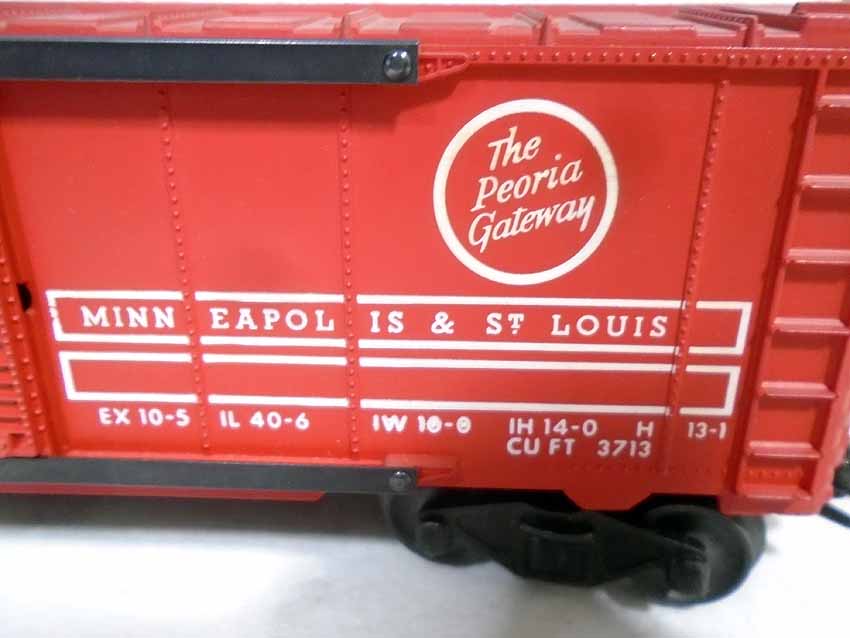 The
Peoria
Gateway
MINNEAPOLIS & ST LOUIS
EX 10-5 IL 40-6 IW 10-0 IH 14-0 H 13-1
CU FT 3713